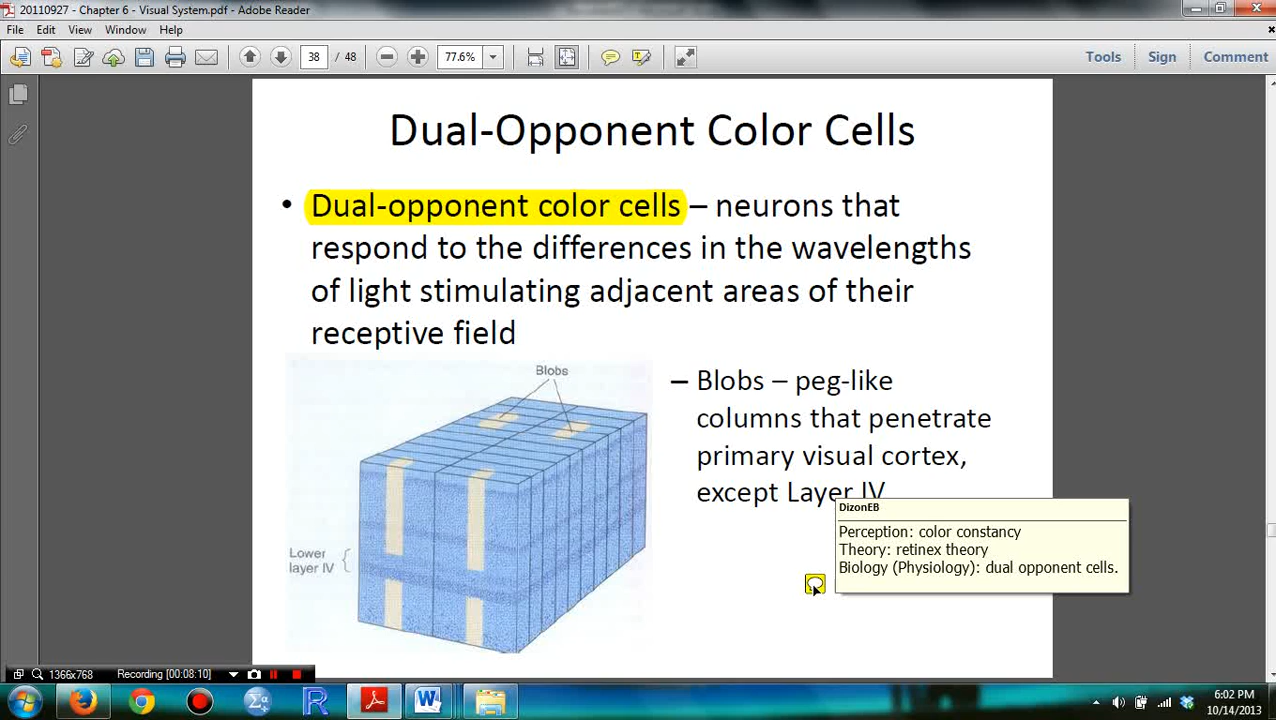 20110927 - Chapter 6 - Visual System.pdf - Adobe Reader
File Edit View Window Help
38 / 48 77.6% Tools Sign Comment
Dual-Opponent Color Cells
• Dual-opponent color cells – neurons that
respond to the differences in the wavelengths
of light stimulating adjacent areas of their
receptive field
Blobs
– Blobs – peg-like
columns that penetrate
primary visual cortex,
except Layer IV
Lower
layer IV
DizonEB
Perception: color constancy
Theory: retinex theory
Biology (Physiology): dual opponent cells.
1366x768 Recording [00:08:10]
6:02 PM
10/14/2013